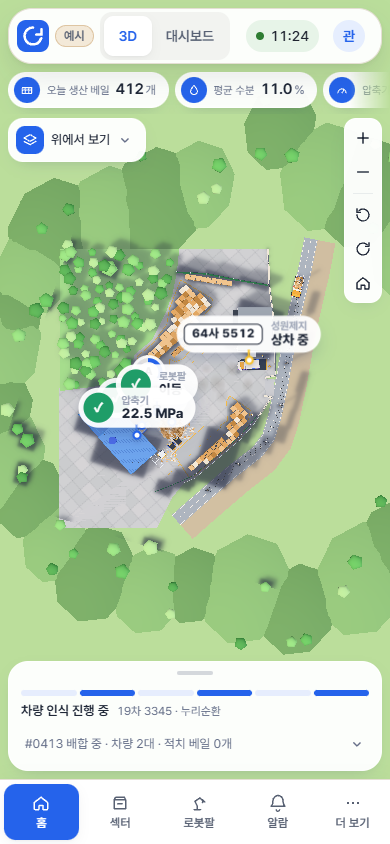 예시
3D
대시보드
11:24
관
오늘 생산 베일 412개
평균 수분 11.0%
위에서 보기
성원제지
64사 5512 상차 중
로봇팔
압축기
22.5 MPa
차량 인식 진행 중 19차 3345 · 누리순환
#0413 배합 중 · 차량 2대 · 적치 베일 0개
홈
섹터
로봇팔
알람
더 보기